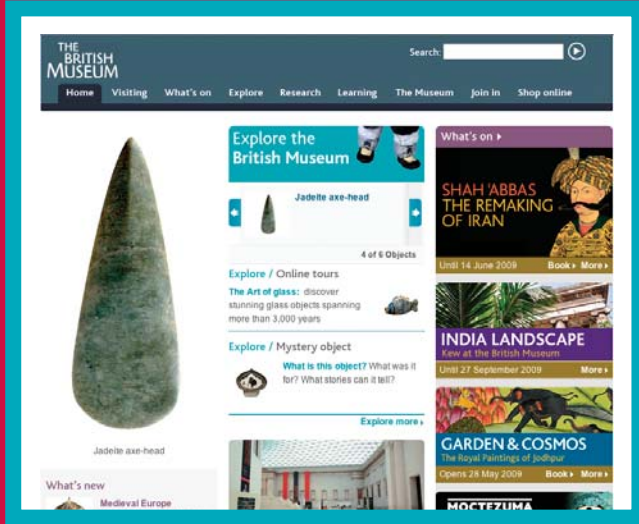 THE
BRITISH
MUSEUM
Search:
Home Visiting What's on Explore Research Learning The Museum Join in Shop online
Jadeite axe-head
What's new
Medieval Europe
Explore the
British Museum
Jadeite axe-head
4 of 6 Objects
Explore / Online tours
The Art of glass: discover
stunning glass objects spanning
more than 3,000 years
Explore / Mystery object
What is this object? What was it
for? What stories can it tell?
Explore more
What's on
SHAH 'ABBAS
THE REMAKING
OF IRAN
Until 14 June 2009 Book More
INDIA LANDSCAPE
Kew at the British Museum
Until 27 September 2009 More
GARDEN & COSMOS
The Royal Paintings of Jodhpur
Opens 28 May 2009 Book More
MOCTEZUMA